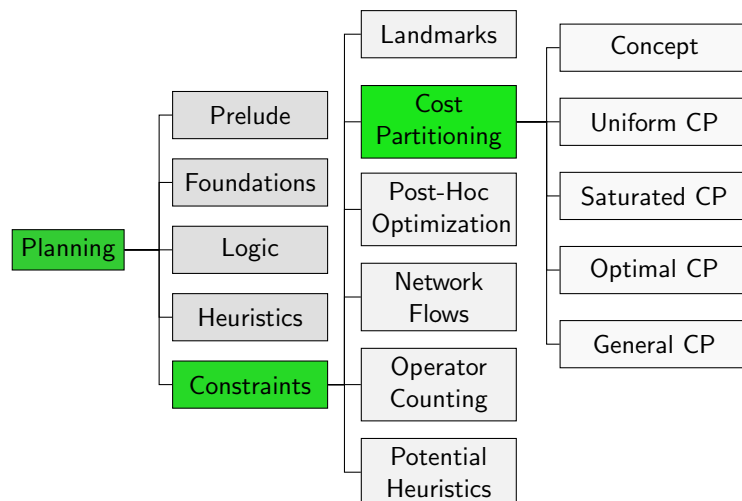 Planning
Prelude
Foundations
Logic
Heuristics
Constraints
Landmarks
Cost
Partitioning
Post-Hoc
Optimization
Network
Flows
Operator
Counting
Potential
Heuristics
Concept
Uniform CP
Saturated CP
Optimal CP
General CP